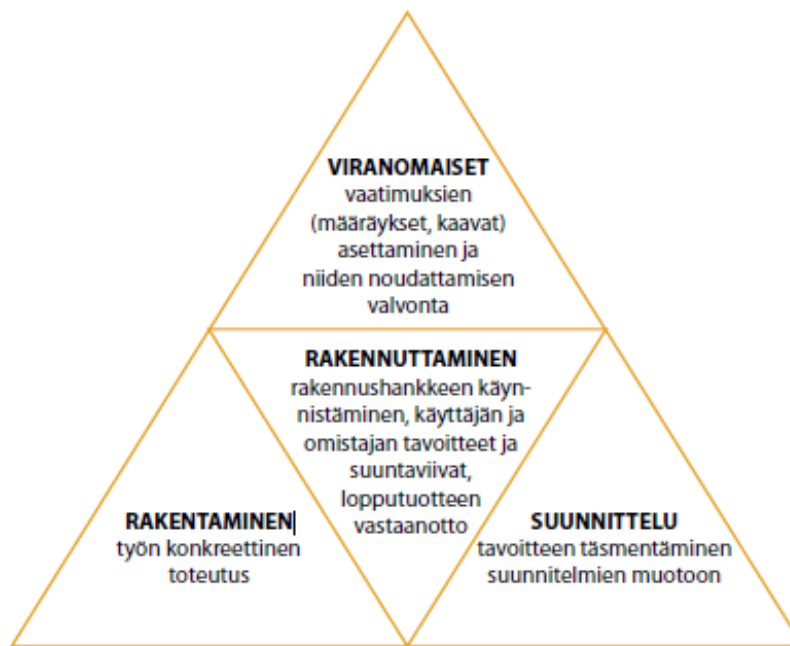 VIRANOMAISET
vaatimuksien
(määräykset, kaavat)
asettaminen ja
niiden noudattamisen
valvonta
RAKENNUTTAMINEN
rakennushankkeen käyn-
nistäminen, käyttäjän ja
omistajan tavoitteet ja
suuntaviivat,
lopputuotteen
vastaanotto
RAKENTAMINEN
työn konkreettinen
toteutus
SUUNNITTELU
tavoitteen täsmentäminen
suunnitelmien muotoon